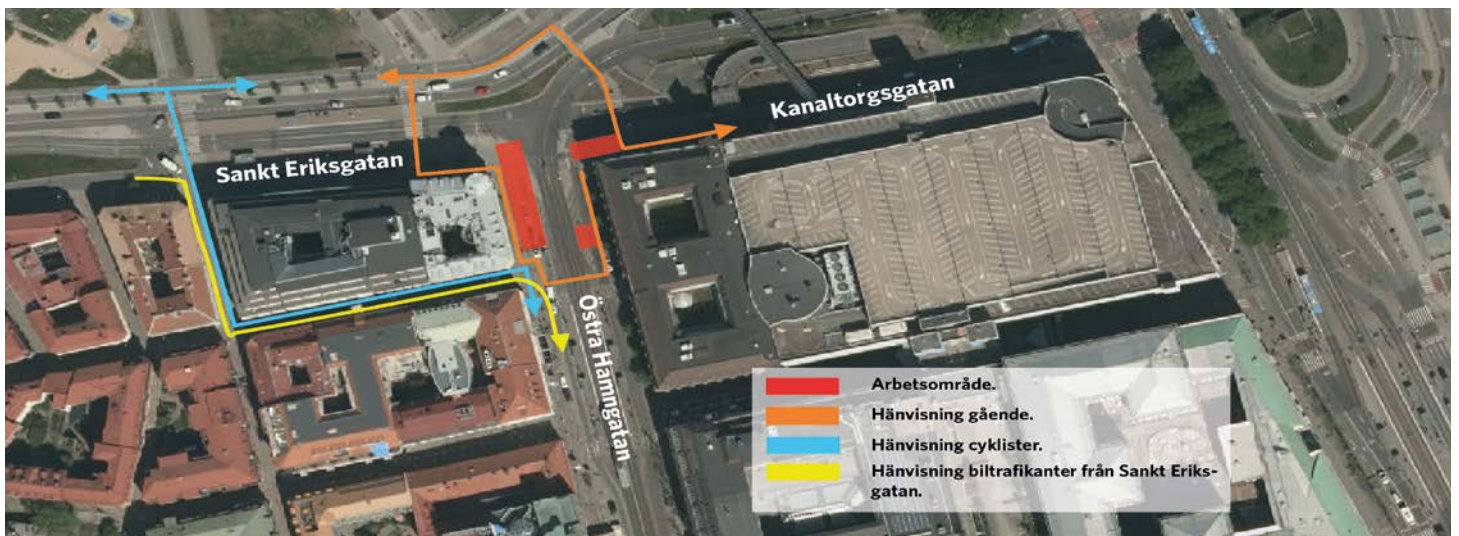 Kanaltorgsgatan
Sankt Eriksgatan
Östra Hamngatan
Arbetsområde.
Hänvisning gående.
Hänvisning cyklister.
Hänvisning biltrafikanter från Sankt Eriks-
gatan.